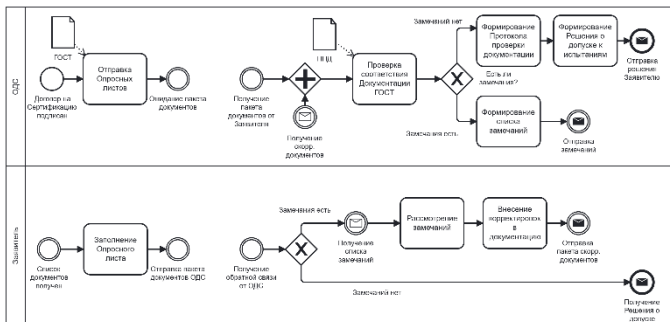 ОДС
ГОСТ
Договор на
Сертификацию
подписан
Отправка
Опросных
листов
Ожидание пакета
документов
Получение
пакета
документов от
Заявителя
Получение
скорр.
документов
Проверка
соответствия
Документации
ГОСТ
Замечаний нет
Есть ли
замечания?
Замечания есть
Формирование
Протокола
проверки
документации
Формирование
Решения о
допуске к
испытаниям
Отправка
решения
Заявителю
Формирование
списка
замечаний
Отправка
замечаний
Заявитель
Список
документов
получен
Заполнение
Опросного
листа
Отправка пакета
документов ОДС
Получение
обратной связи
от ОДС
Замечания есть
Получение
списка
замечаний
Рассмотрение
замечаний
Внесение
корректировок
в
документацию
Отправка
пакета скорр.
документов
Замечаний нет
Получение
Решения о
допуске